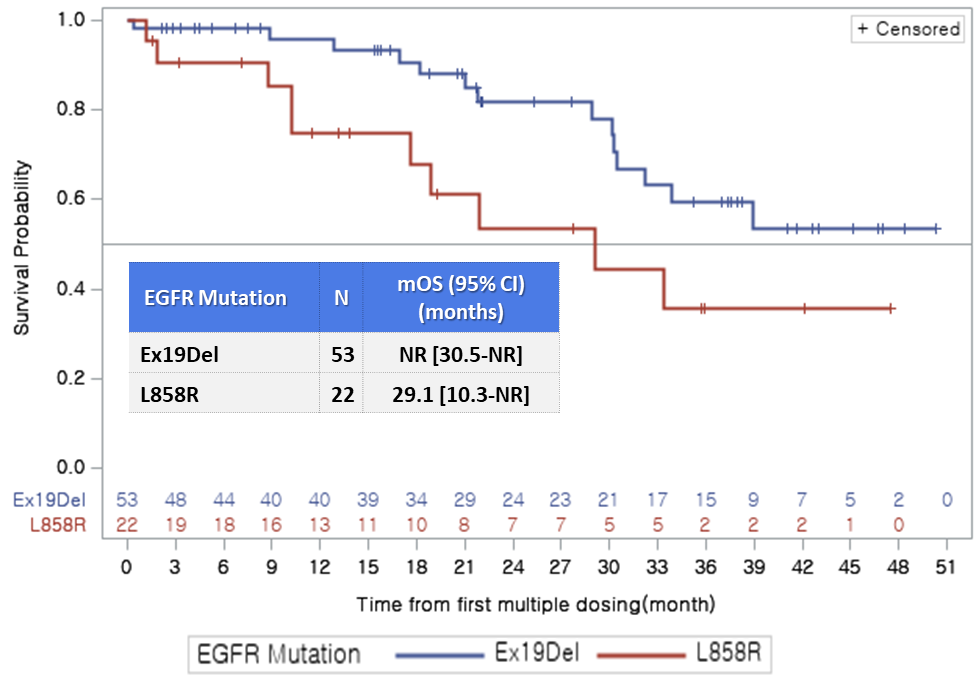 1.0
+ Censored
0.8
0.6
0.4
0.2
0.0
Survival Probability
EGFR Mutation N mOS (95% CI) (months)
Ex19Del 53 NR [30.5-NR]
L858R 22 29.1 [10.3-NR]
Ex19Del 53 48 44 40 40 39 34 29 24 23 21 17 15 9 7 5 2 0
L858R 22 19 18 16 13 11 10 8 7 7 5 5 2 2 2 1 0
0 3 6 9 12 15 18 21 24 27 30 33 36 39 42 45 48 51
Time from first multiple dosing(month)
EGFR Mutation Ex19Del L858R